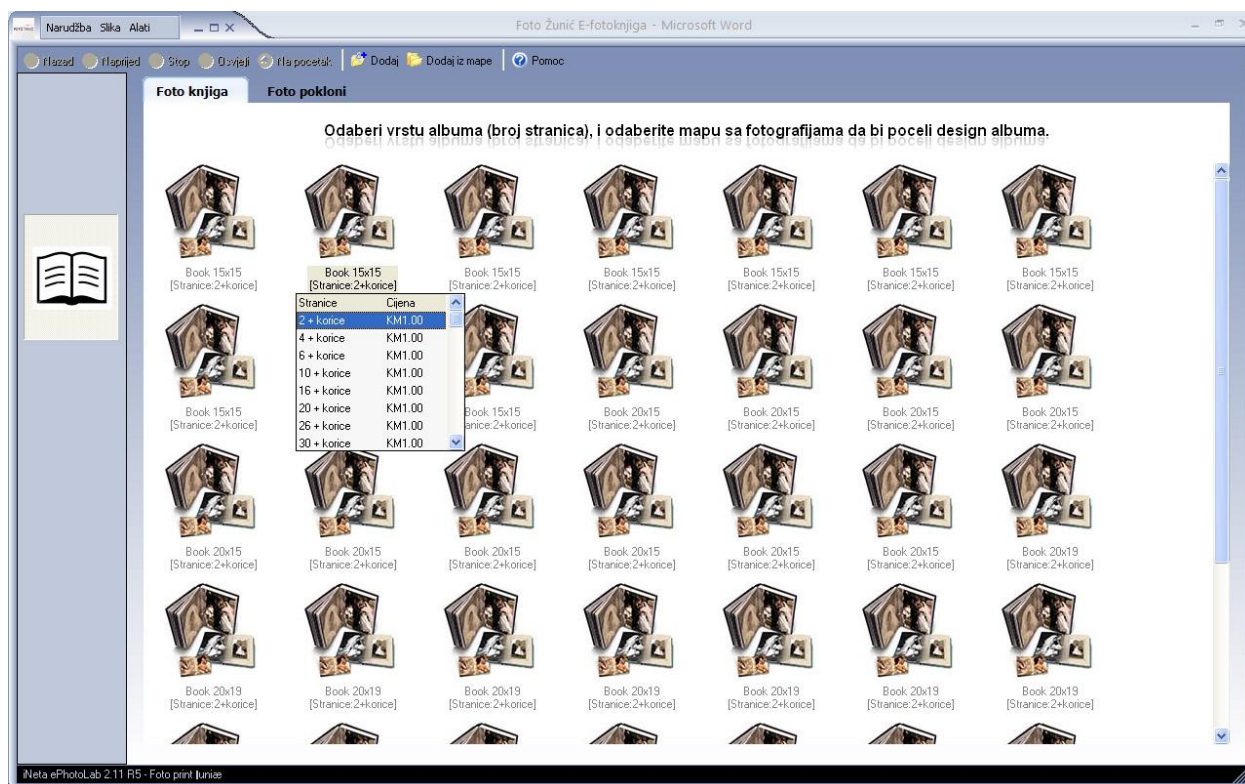 Narudžba Slika Alati
Foto Žunić E-fotoknjiga - Microsoft Word
Nazad Naprijed Stop Osvjeji Na pocetak Dodaj Dodaj iz mape Pomoc
Foto knjiga Foto pokloni
Odaberi vrstu albuma (broj stranica), i odaberite mapu sa fotografijama da bi poceli design albuma.
Book 15x15 Book 15x15 Book 15x15 Book 15x15 Book 15x15 Book 15x15 Book 15x15
[Stranice:2+korice] [Stranice:2+korice] [Stranice:2+korice] [Stranice:2+korice] [Stranice:2+korice] [Stranice:2+korice] [Stranice:2+korice]
Stranice Cijena
2 + korice KM1.00
4 + korice KM1.00
6 + korice KM1.00
10 + korice KM1.00
16 + korice KM1.00
20 + korice KM1.00
26 + korice KM1.00
30 + korice KM1.00
Book 15x15 Book 15x15 Book 20x15 Book 20x15 Book 20x15 Book 20x15
[Stranice:2+korice] anice:2+korice] [Stranice:2+korice] [Stranice:2+korice] [Stranice:2+korice] [Stranice:2+korice]
Book 20x15 Book 20x15 Book 20x15 Book 20x15 Book 20x15 Book 20x15 Book 20x19
[Stranice:2+korice] [Stranice:2+korice] [Stranice:2+korice] [Stranice:2+korice] [Stranice:2+korice] [Stranice:2+korice] [Stranice:2+korice]
Book 20x19 Book 20x19 Book 20x19 Book 20x19 Book 20x19 Book 20x19 Book 20x19
[Stranice:2+korice] [Stranice:2+korice] [Stranice:2+korice] [Stranice:2+korice] [Stranice:2+korice] [Stranice:2+korice] [Stranice:2+korice]
iNeta ePhotoLab 2.11 R5 - Foto print